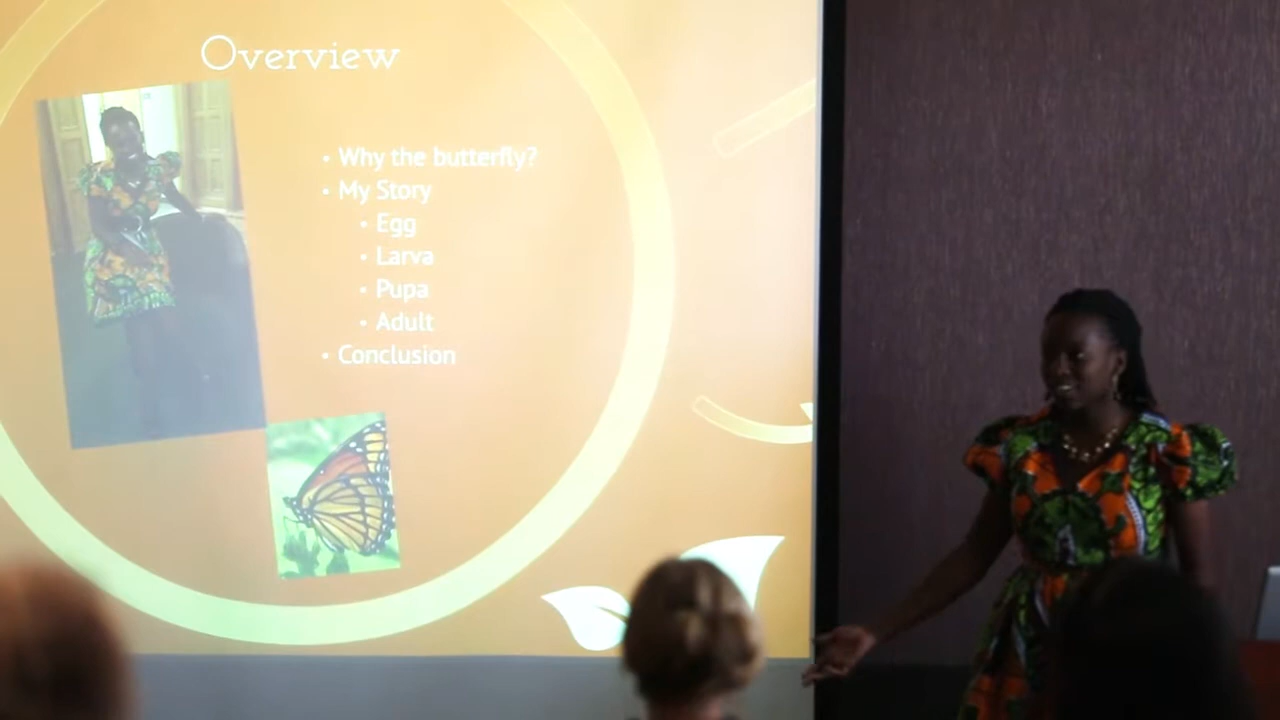 Overview
• Why the butterfly?
• My Story
• Egg
• Larva
• Pupa
• Adult
• Conclusion